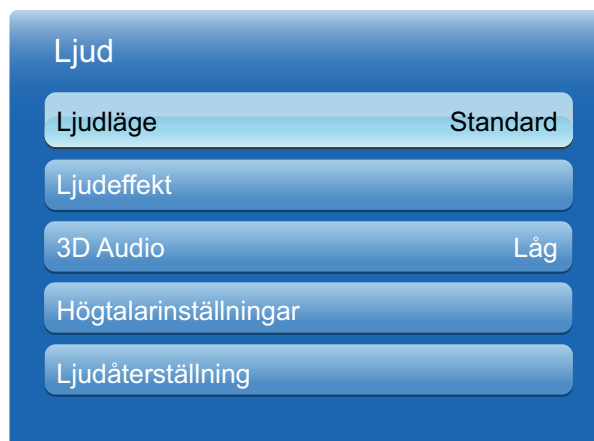 Ljud
Ljudläge Standard
Ljudeffekt
3D Audio Låg
Högtalarinställningar
Ljudåterställning